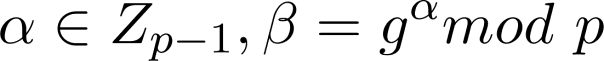 α ∈ Z_{p−1}, β = g^α mod p